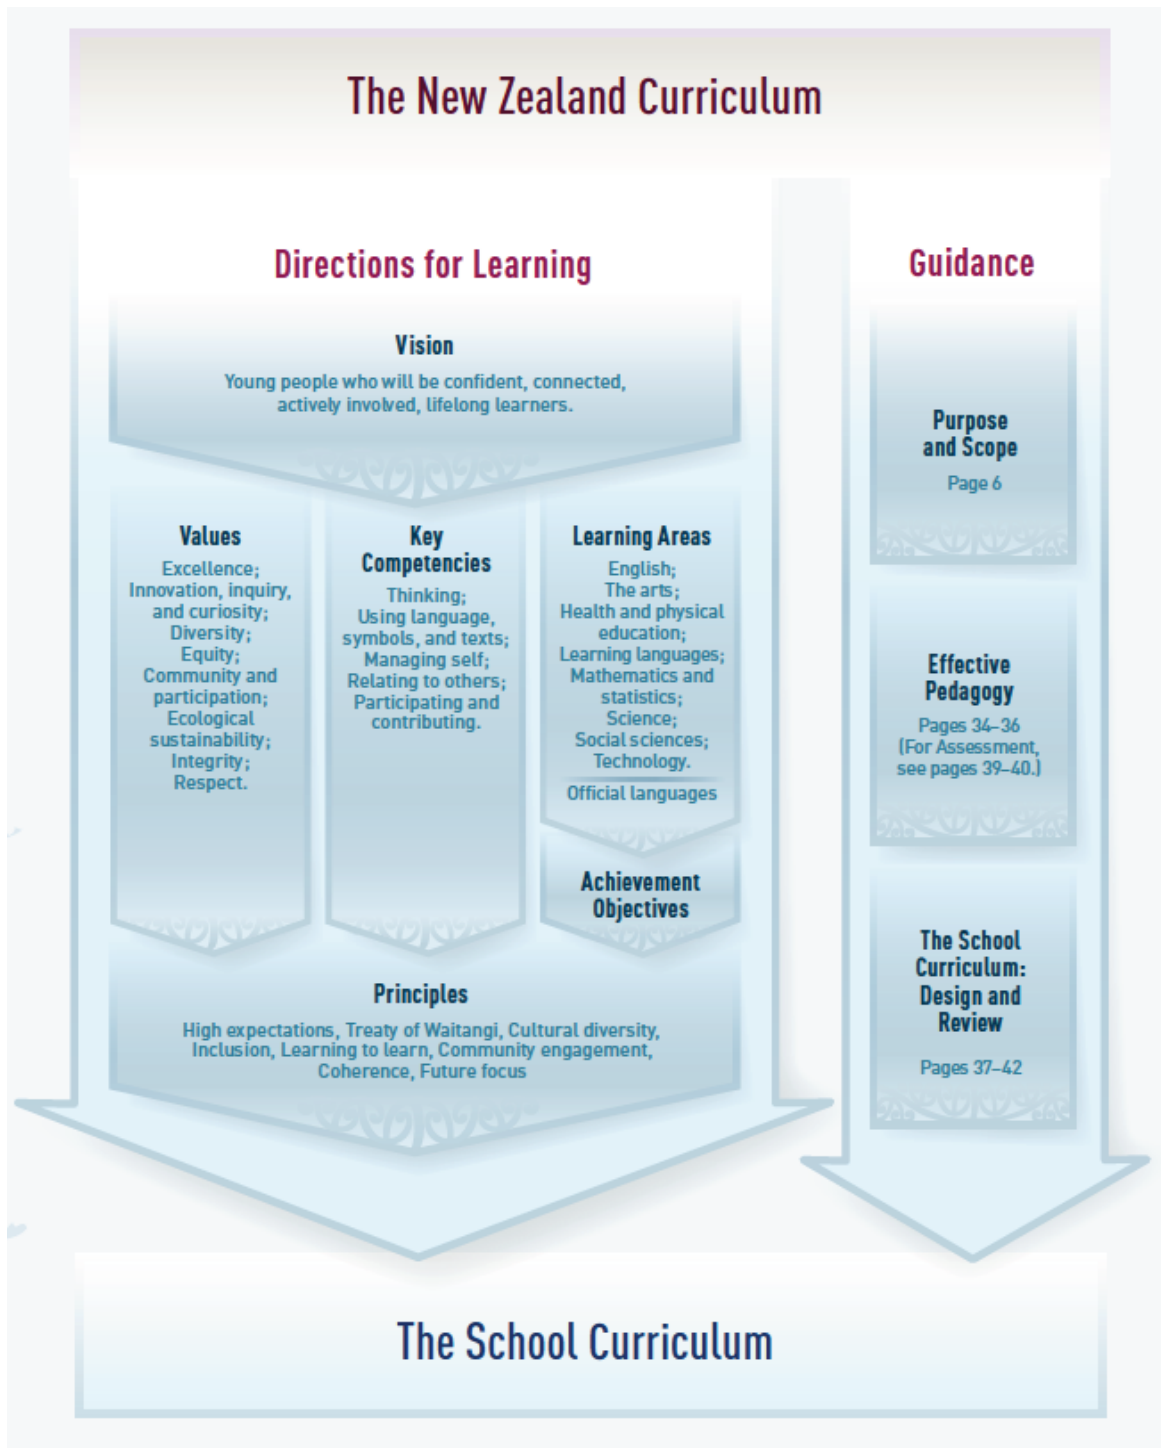 The New Zealand Curriculum
Directions for Learning
Vision
Young people who will be confident, connected,
actively involved, lifelong learners.
Values
Excellence;
Innovation, inquiry,
and curiosity;
Diversity;
Equity;
Community and
participation;
Ecological
sustainability;
Integrity;
Respect.
Key
Competencies
Thinking;
Using language,
symbols, and texts;
Managing self;
Relating to others;
Participating and
contributing.
Learning Areas
English;
The arts;
Health and physical
education;
Learning languages;
Mathematics and
statistics;
Science;
Social sciences;
Technology.
Official languages
Achievement
Objectives
Principles
High expectations, Treaty of Waitangi, Cultural diversity,
Inclusion, Learning to learn, Community engagement,
Coherence, Future focus
Guidance
Purpose
and Scope
Page 6
Effective
Pedagogy
Pages 34–36
(For Assessment,
see pages 39–40.)
The School
Curriculum:
Design and
Review
Pages 37–42
The School Curriculum